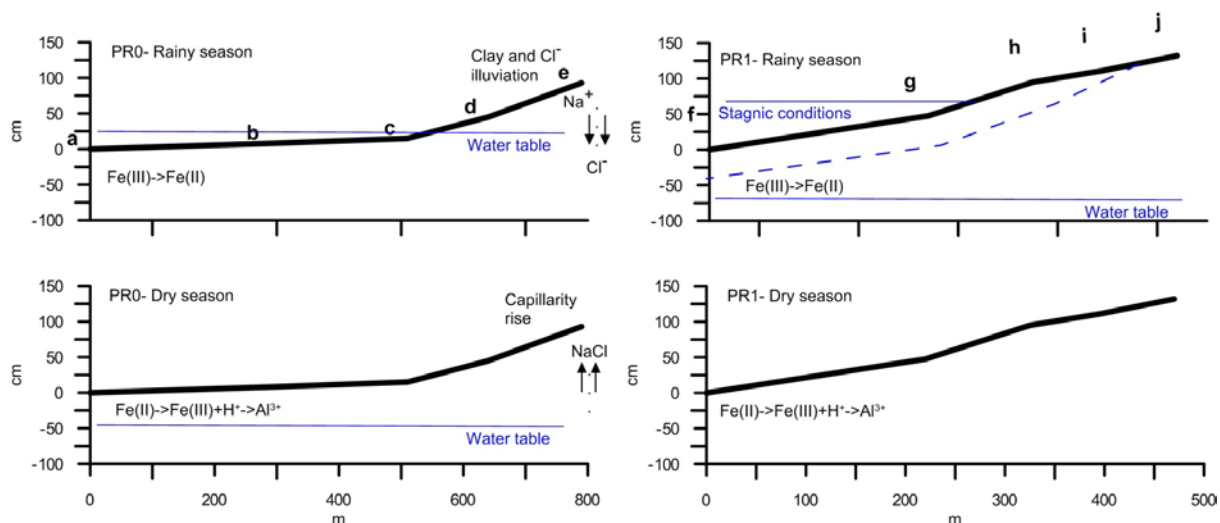 PR0- Rainy season
Clay and Cl⁻
illuviation
150
100
50
0
-50
-100
cm
a
b
c
d
e
Na⁺
Cl⁻
Water table
Fe(III)->Fe(II)
PR1- Rainy season
150
100
50
0
-50
-100
cm
f
g
h
i
j
Stagnic conditions
Fe(III)->Fe(II)
Water table
PR0- Dry season
Capillarity
rise
150
100
50
0
-50
-100
cm
NaCl
Fe(II)->Fe(III)+H⁺->Al³⁺
Water table
0
200
400
600
800
m
PR1- Dry season
150
100
50
0
-50
-100
cm
Fe(II)->Fe(III)+H⁺->Al³⁺
0
100
200
300
400
500
m